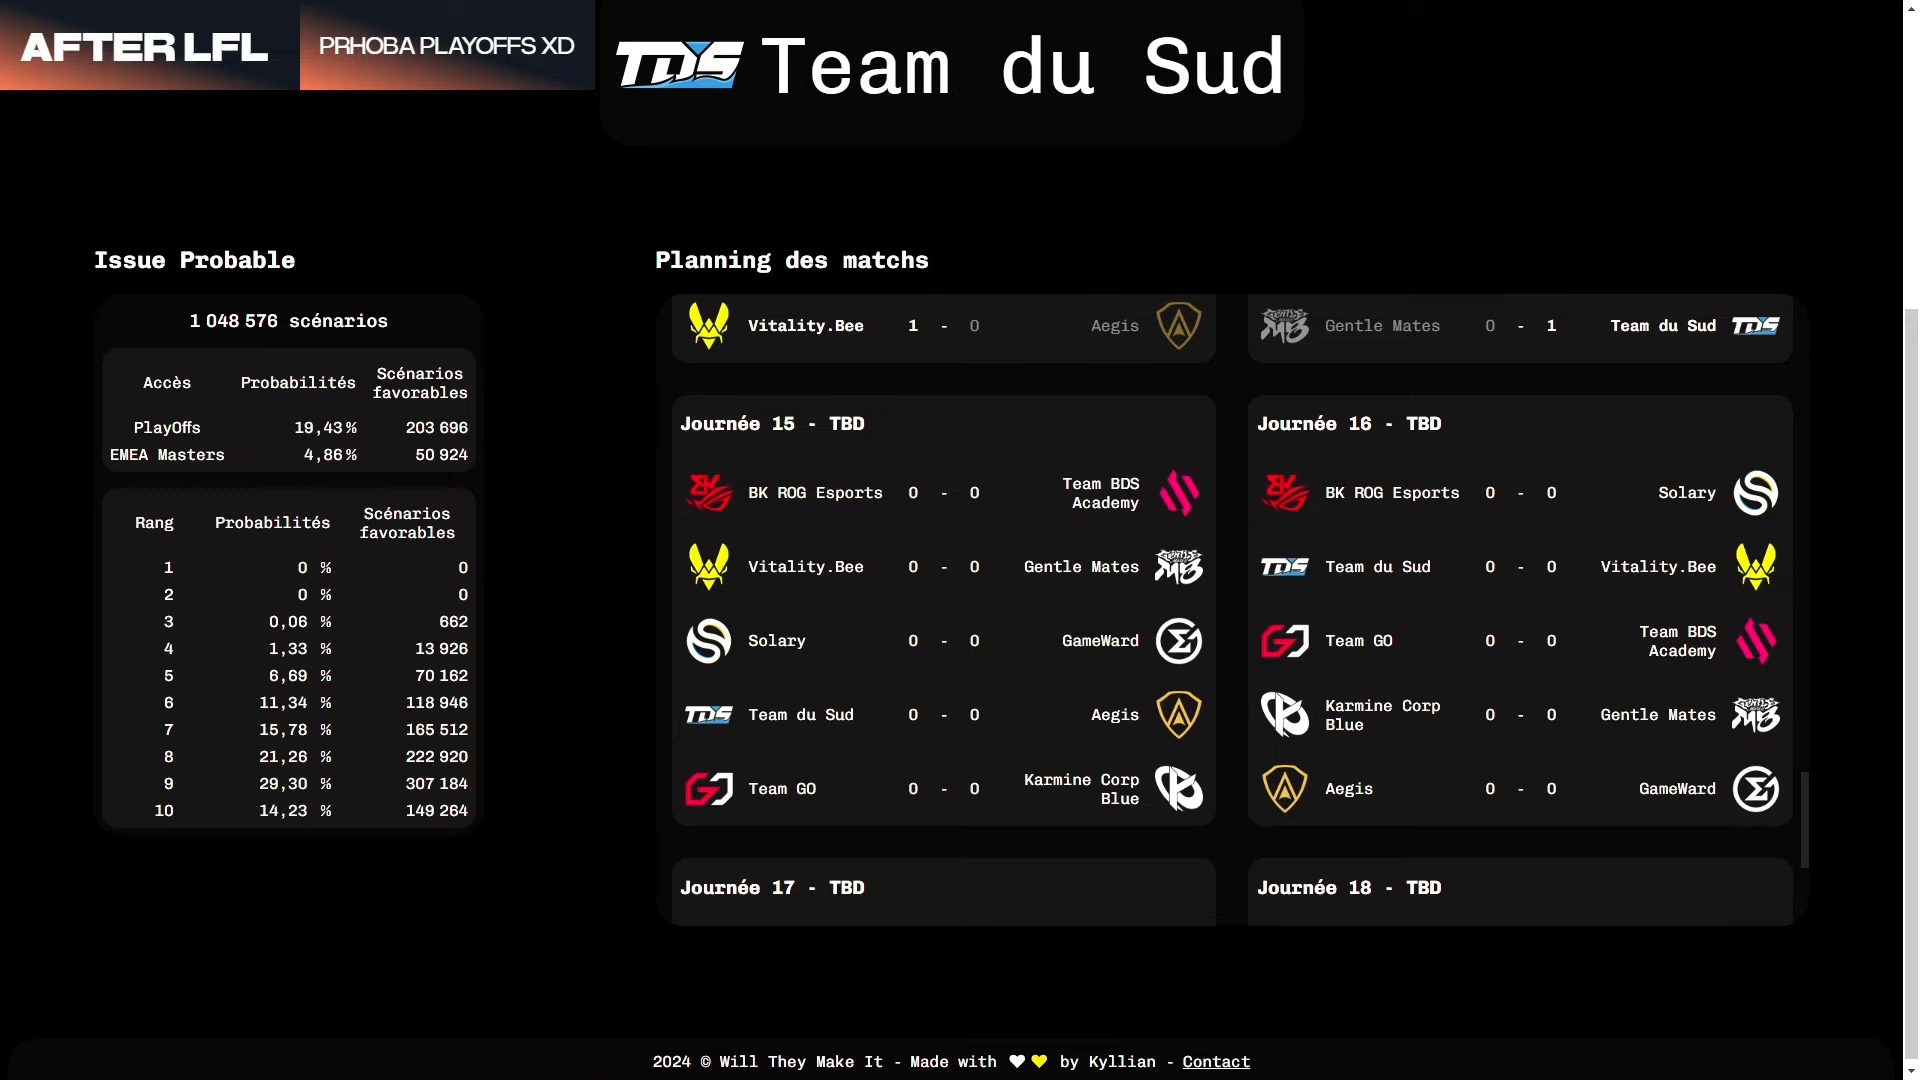 AFTER LFL
PRHOBA PLAYOFFS XD
TDS Team du Sud
Issue Probable
1 048 576 scénarios
Accès Probabilités Scénarios favorables
PlayOffs 19,43% 203 696
EMEA Masters 4,86% 50 924
Rang Probabilités Scénarios favorables
1 0 % 0
2 0 % 0
3 0,06 % 662
4 1,33 % 13 926
5 6,69 % 70 162
6 11,34 % 118 946
7 15,78 % 165 512
8 21,26 % 222 920
9 29,30 % 307 184
10 14,23 % 149 264
Planning des matchs
Vitality.Bee 1 - 0 Aegis
Gentle Mates 0 - 1 Team du Sud TDS
Journée 15 - TBD
BK ROG Esports 0 - 0 Team BDS Academy
Vitality.Bee 0 - 0 Gentle Mates
Solary 0 - 0 GameWard
TDS Team du Sud 0 - 0 Aegis
Team GO 0 - 0 Karmine Corp Blue
Journée 16 - TBD
BK ROG Esports 0 - 0 Solary
TDS Team du Sud 0 - 0 Vitality.Bee
Team GO 0 - 0 Team BDS Academy
Karmine Corp Blue 0 - 0 Gentle Mates
Aegis 0 - 0 GameWard
Journée 17 - TBD
Journée 18 - TBD
2024 © Will They Make It - Made with 🤍💛 by Kyllian - Contact